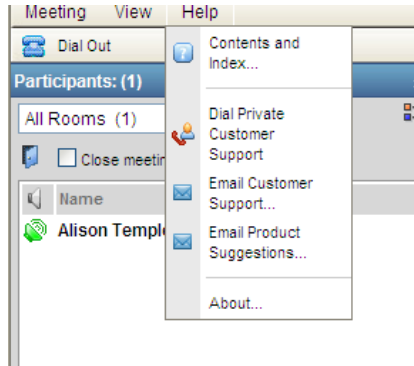 Meeting View Help
Dial Out
Participants: (1)
All Rooms (1)
Close meetin
Name
Alison Temple
Contents and
Index...
Dial Private
Customer
Support
Email Customer
Support...
Email Product
Suggestions...
About...